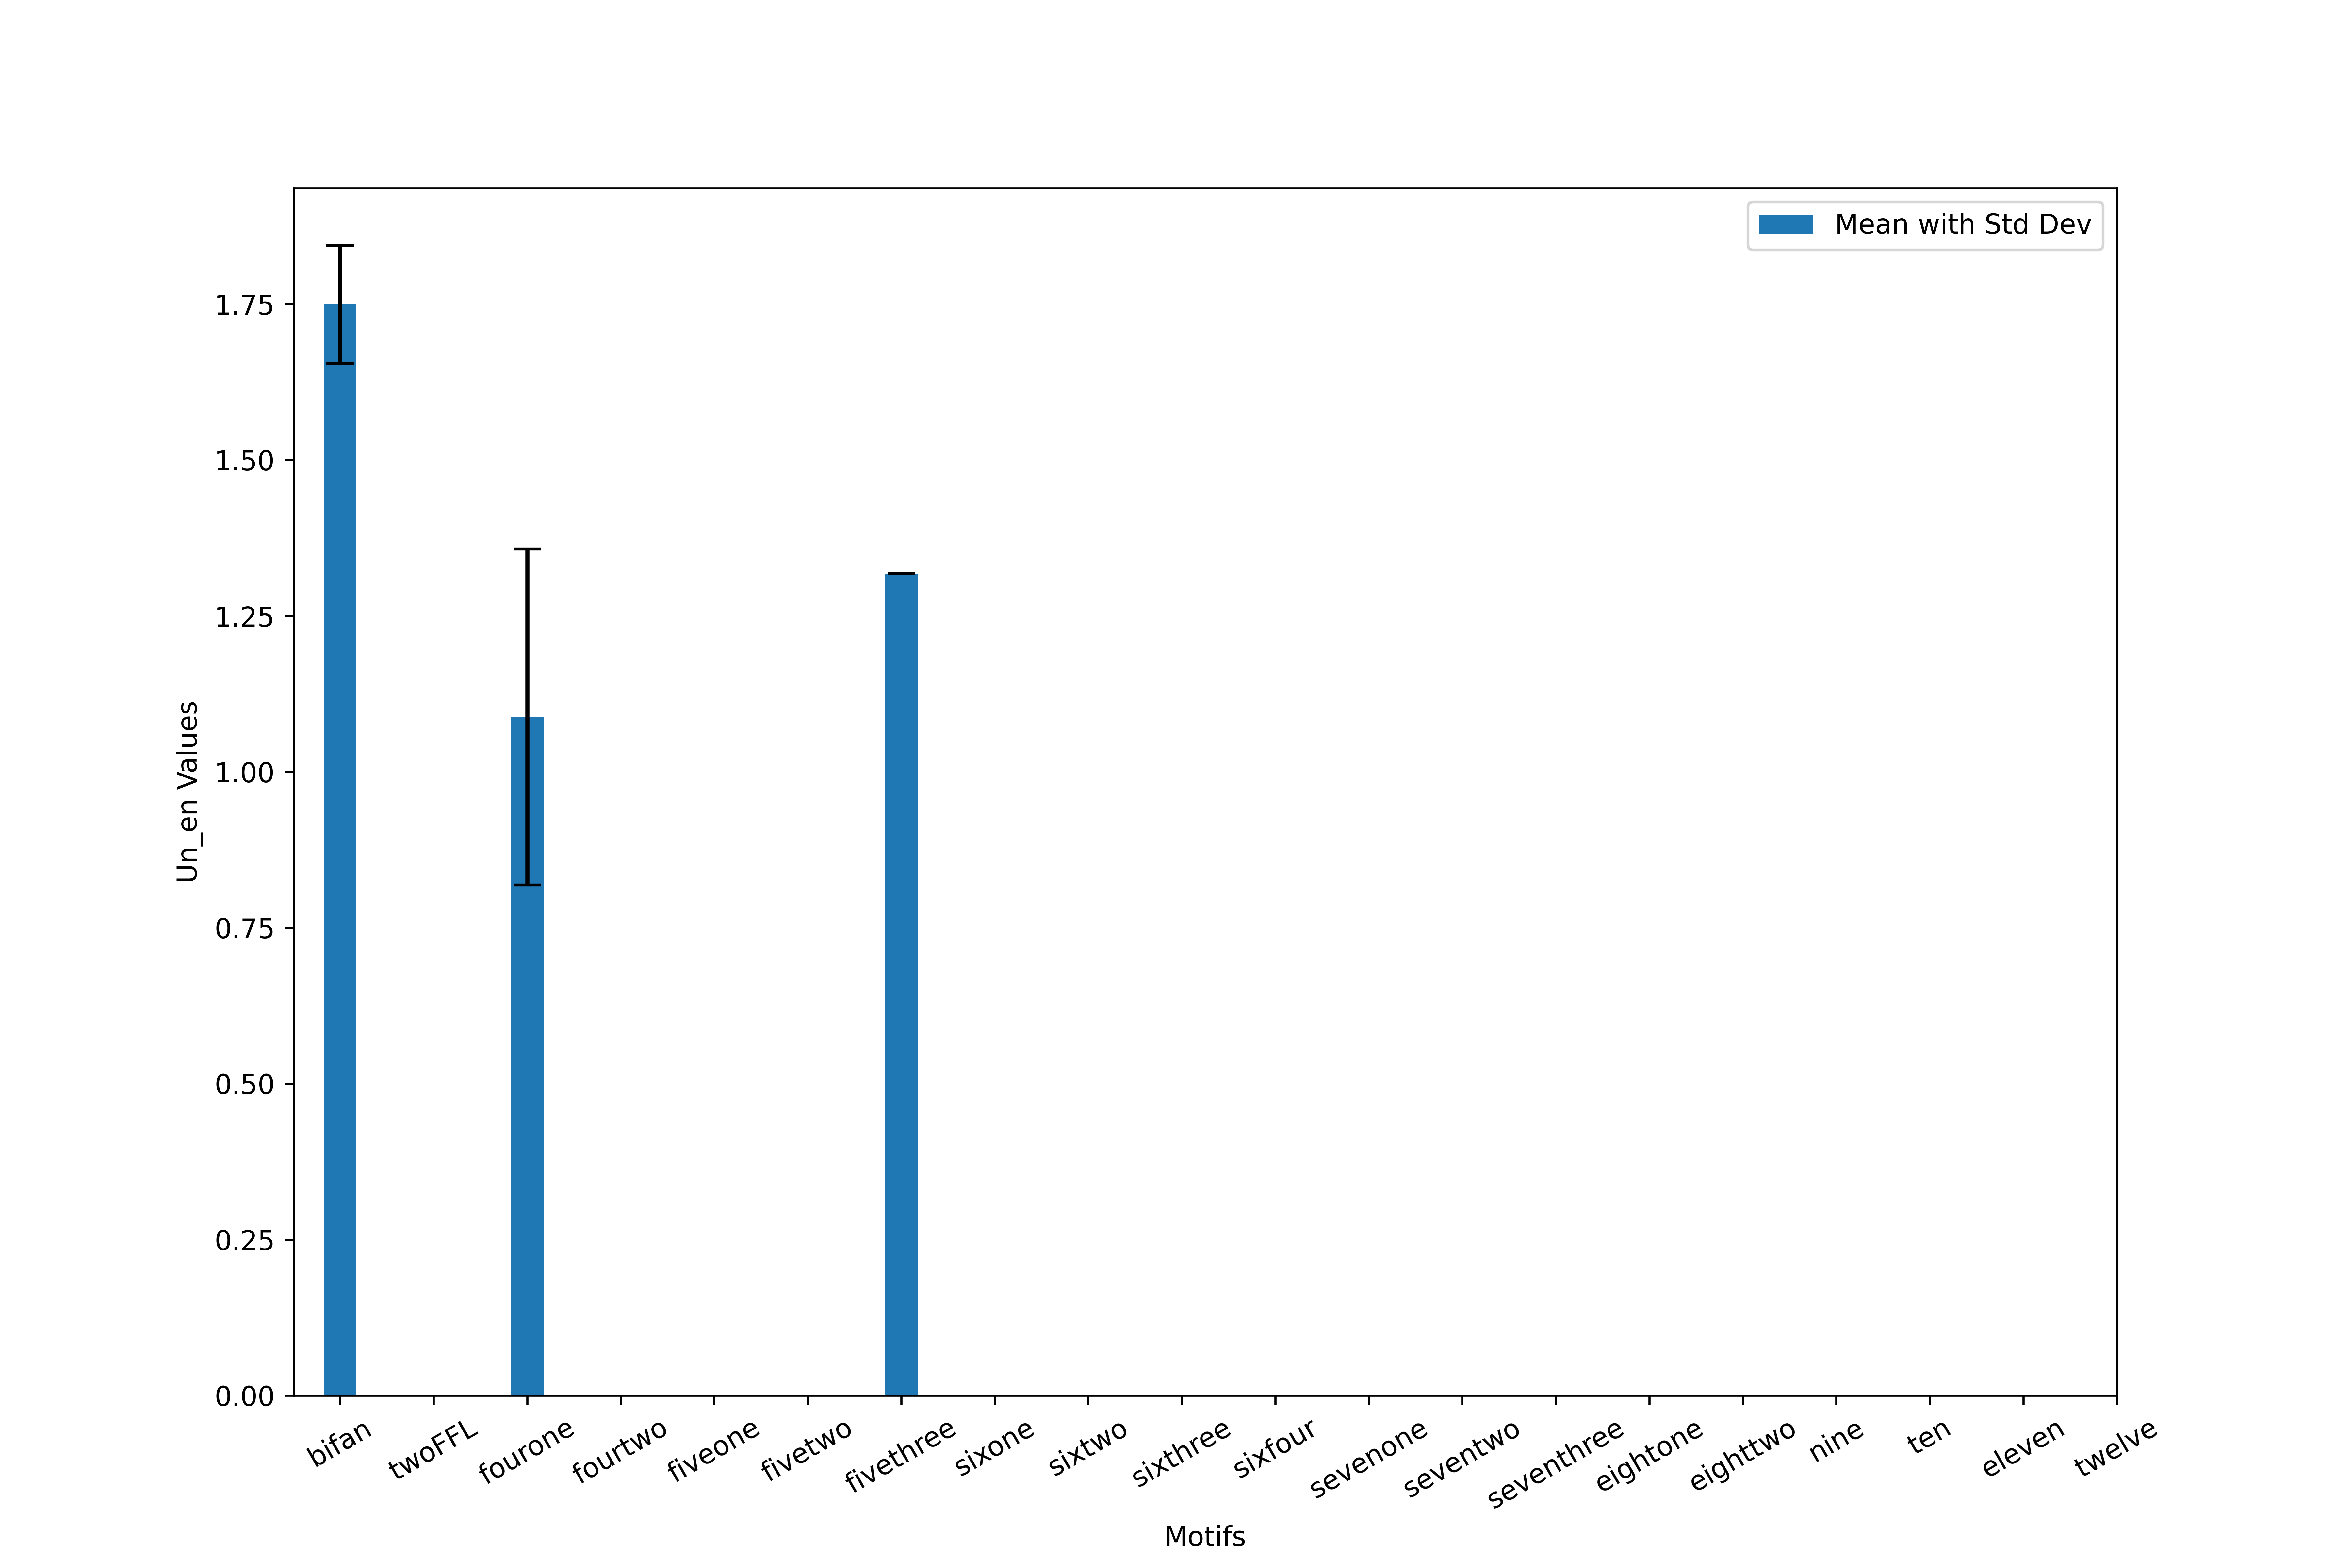 Mean with Std Dev
1.75
1.50
1.25
1.00
0.75
0.50
0.25
0.00
Un_en Values
bifan
twoFFL
fourone
fourtwo
fiveone
fivetwo
fivethree
sixone
sixtwo
sixthree
sixfour
sevenone
seventwo
seventhree
eightone
eighttwo
nine
ten
eleven
twelve
Motifs